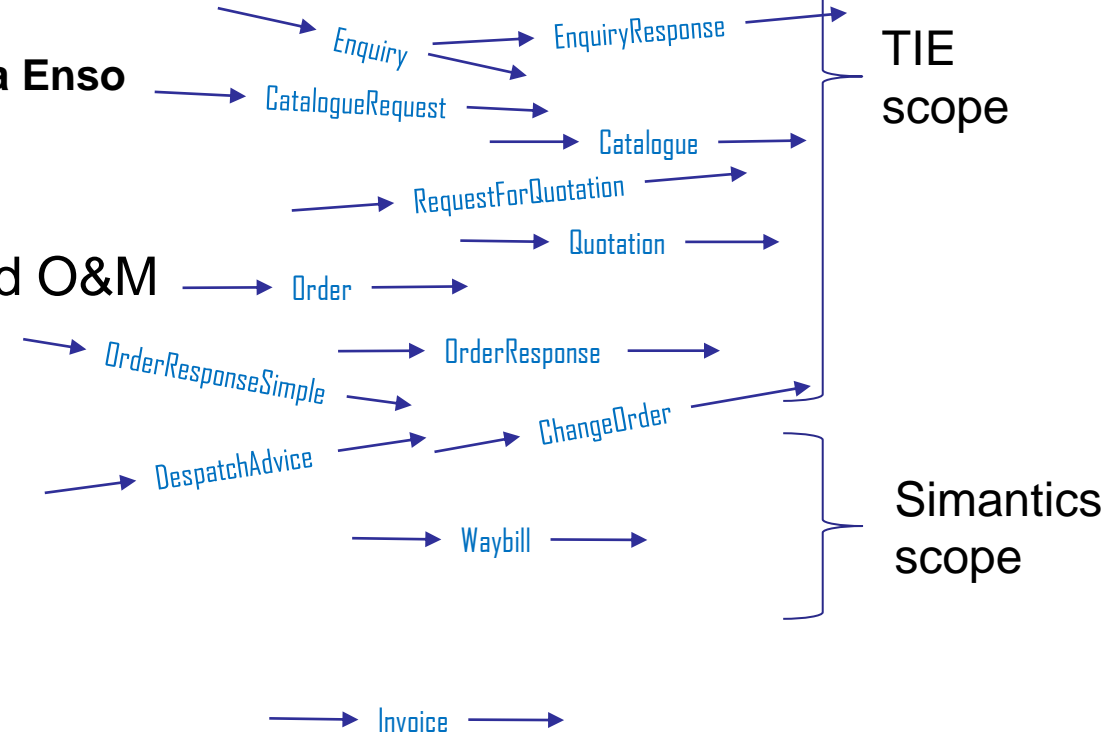 EnquiryResponse
Enquiry
TIE
scope
a Enso
CatalogueRequest
Catalogue
RequestForQuotation
Quotation
d O&M
Order
OrderResponseSimple
OrderResponse
ChangeOrder
DespatchAdvice
Simantics
scope
Waybill
Invoice